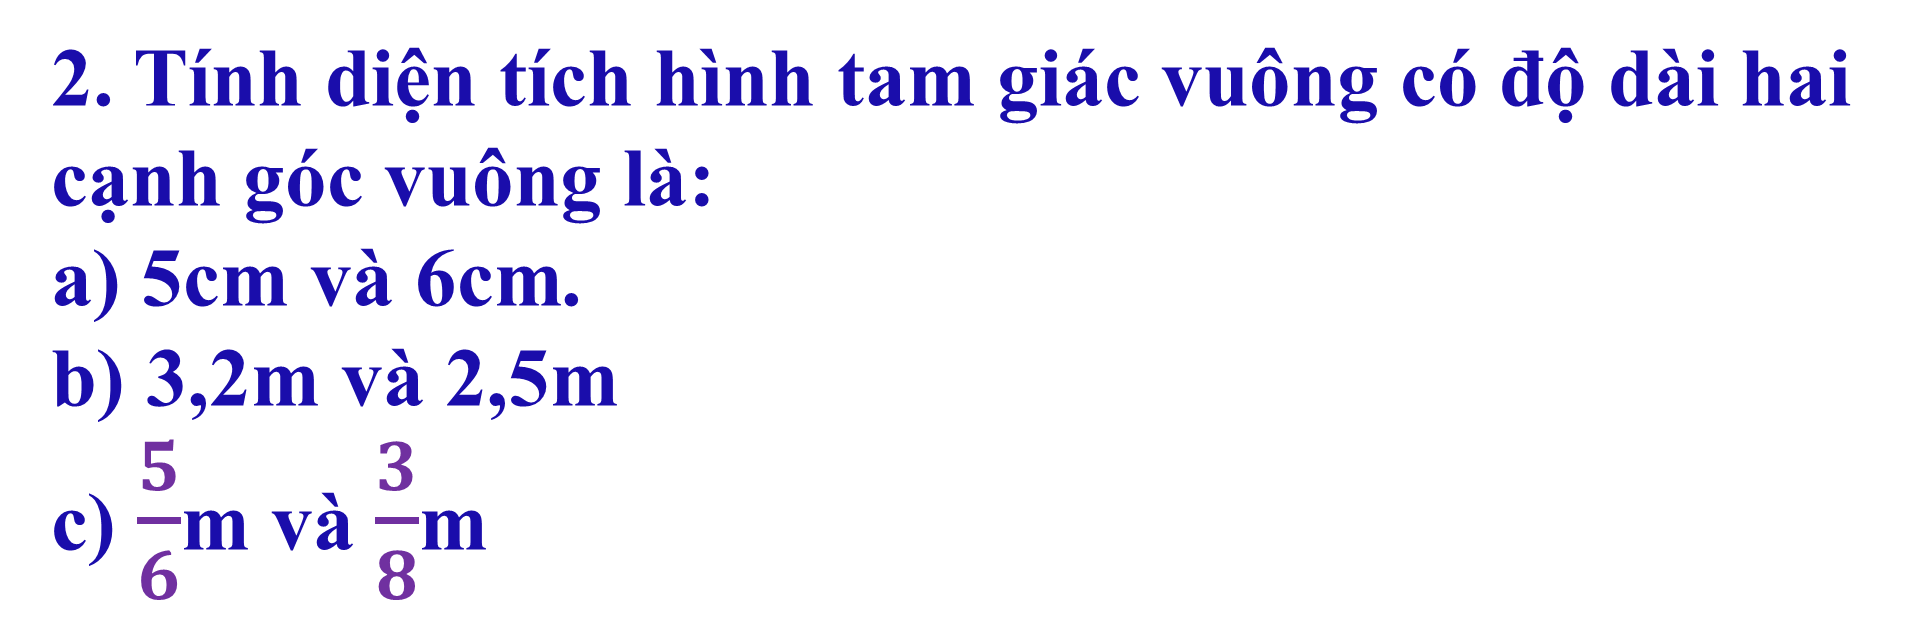 2. Tính diện tích hình tam giác vuông có độ dài hai
cạnh góc vuông là:
a) 5cm và 6cm.
b) 3,2m và 2,5m
c) 5/6m và 3/8m